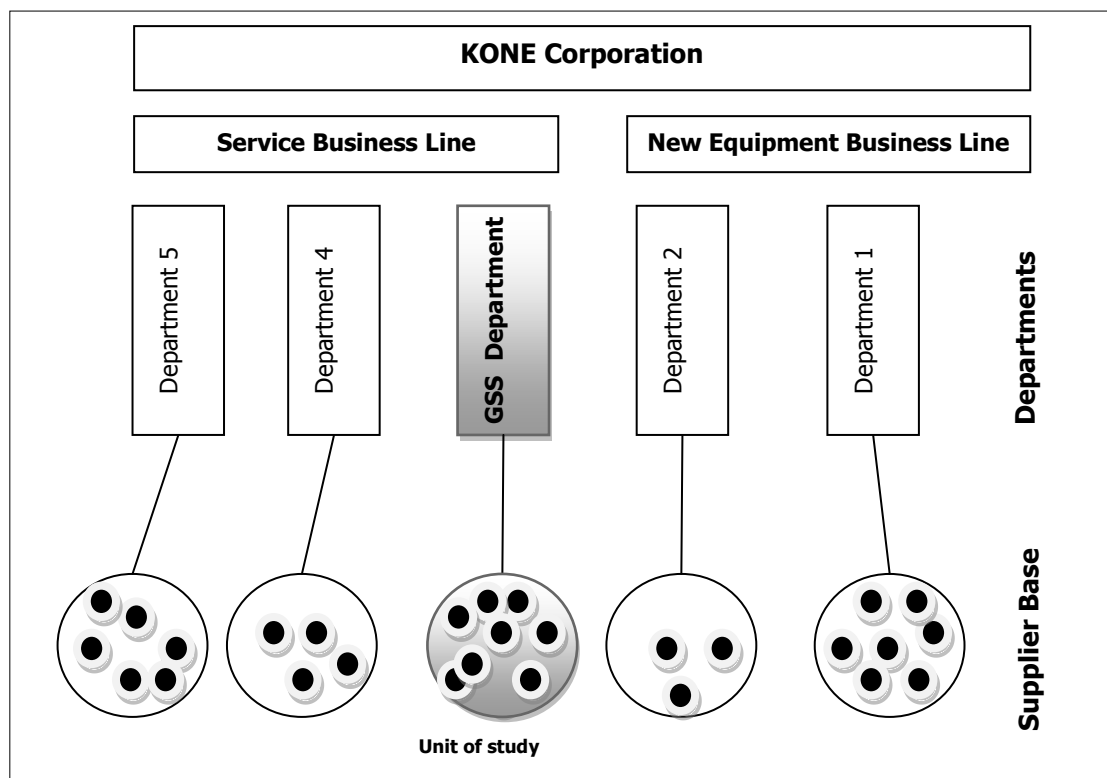 KONE Corporation
Service Business Line
New Equipment Business Line
Department 5
Department 4
GSS Department
Department 2
Department 1
Departments
Supplier Base
Unit of study